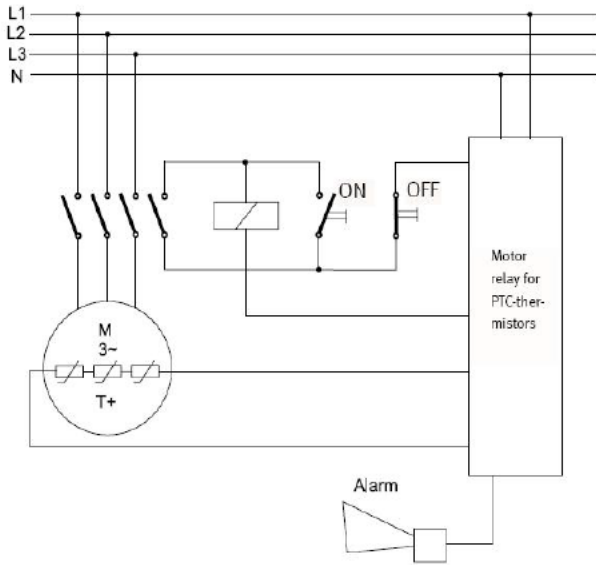 L1
L2
L3
N
ON
OFF
Motor
relay for
PTC-ther-
mistors
M
3~
T+
Alarm